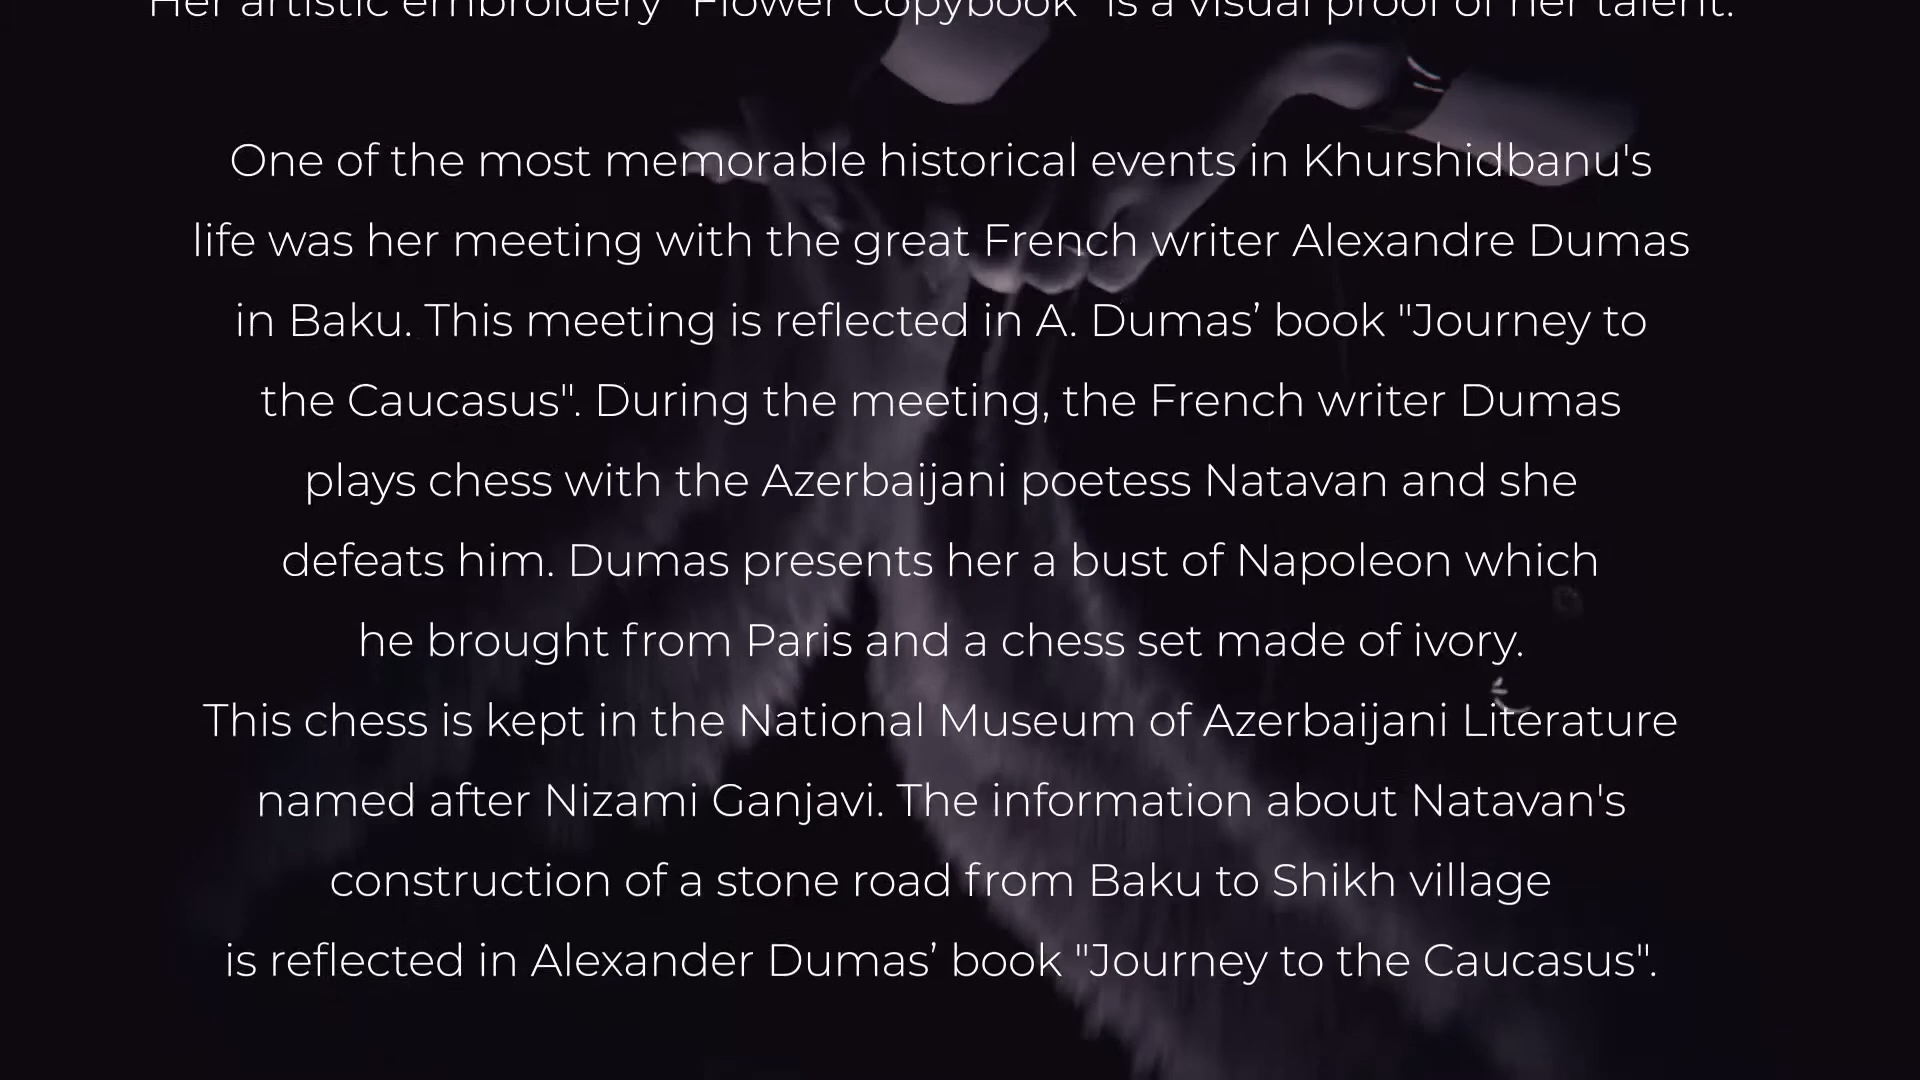 Her artistic embroidery "Flower Copybook" is a visual proof of her talent.
One of the most memorable historical events in Khurshidbanu's
life was her meeting with the great French writer Alexandre Dumas
in Baku. This meeting is reflected in A. Dumas’ book "Journey to
the Caucasus". During the meeting, the French writer Dumas
plays chess with the Azerbaijani poetess Natavan and she
defeats him. Dumas presents her a bust of Napoleon which
he brought from Paris and a chess set made of ivory.
This chess is kept in the National Museum of Azerbaijani Literature
named after Nizami Ganjavi. The information about Natavan's
construction of a stone road from Baku to Shikh village
is reflected in Alexander Dumas’ book "Journey to the Caucasus".